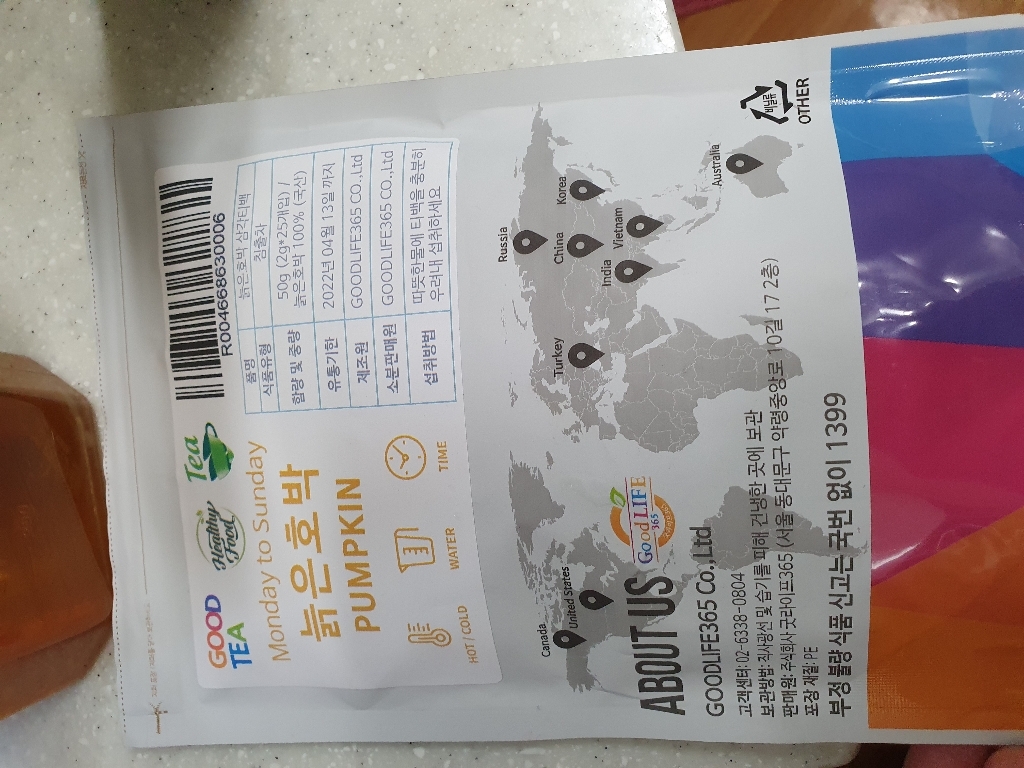 GOOD
TEA
Healthy
Food
Tea
Monday to Sunday
늙은호박
PUMPKIN
HOT/ COLD
WATER
TIME
R004668630006
품명 늙은호박 삼각티백
식품유형 침출차
함량 및 중량 50g (2g*25개입) /
늙은호박 100% (국산)
유통기한 2022년 04월 13일 까지
제조원 GOODLIFE365 CO.,Ltd
소분판매원 GOODLIFE365 CO.,Ltd
섭취방법 따뜻한물에 티백을 충분히
우려내 섭취하세요
Canada
United States
Russia
Turkey
China
Korea
India
Vietnam
Australia
ABOUT US
Good LIFE
365
GOODLIFE365 Co.,Ltd
고객센터: 02-6338-0804
보관방법: 직사광선 및 습기를 피해 건냉한 곳에 보관
판매원: 주식회사굿라이프365 (서울 동대문구 약령중앙로 10길 17 2층)
포장 재질: PE
부정 불량 식품 신고는 국번 없이 1399
비닐류
OTHER